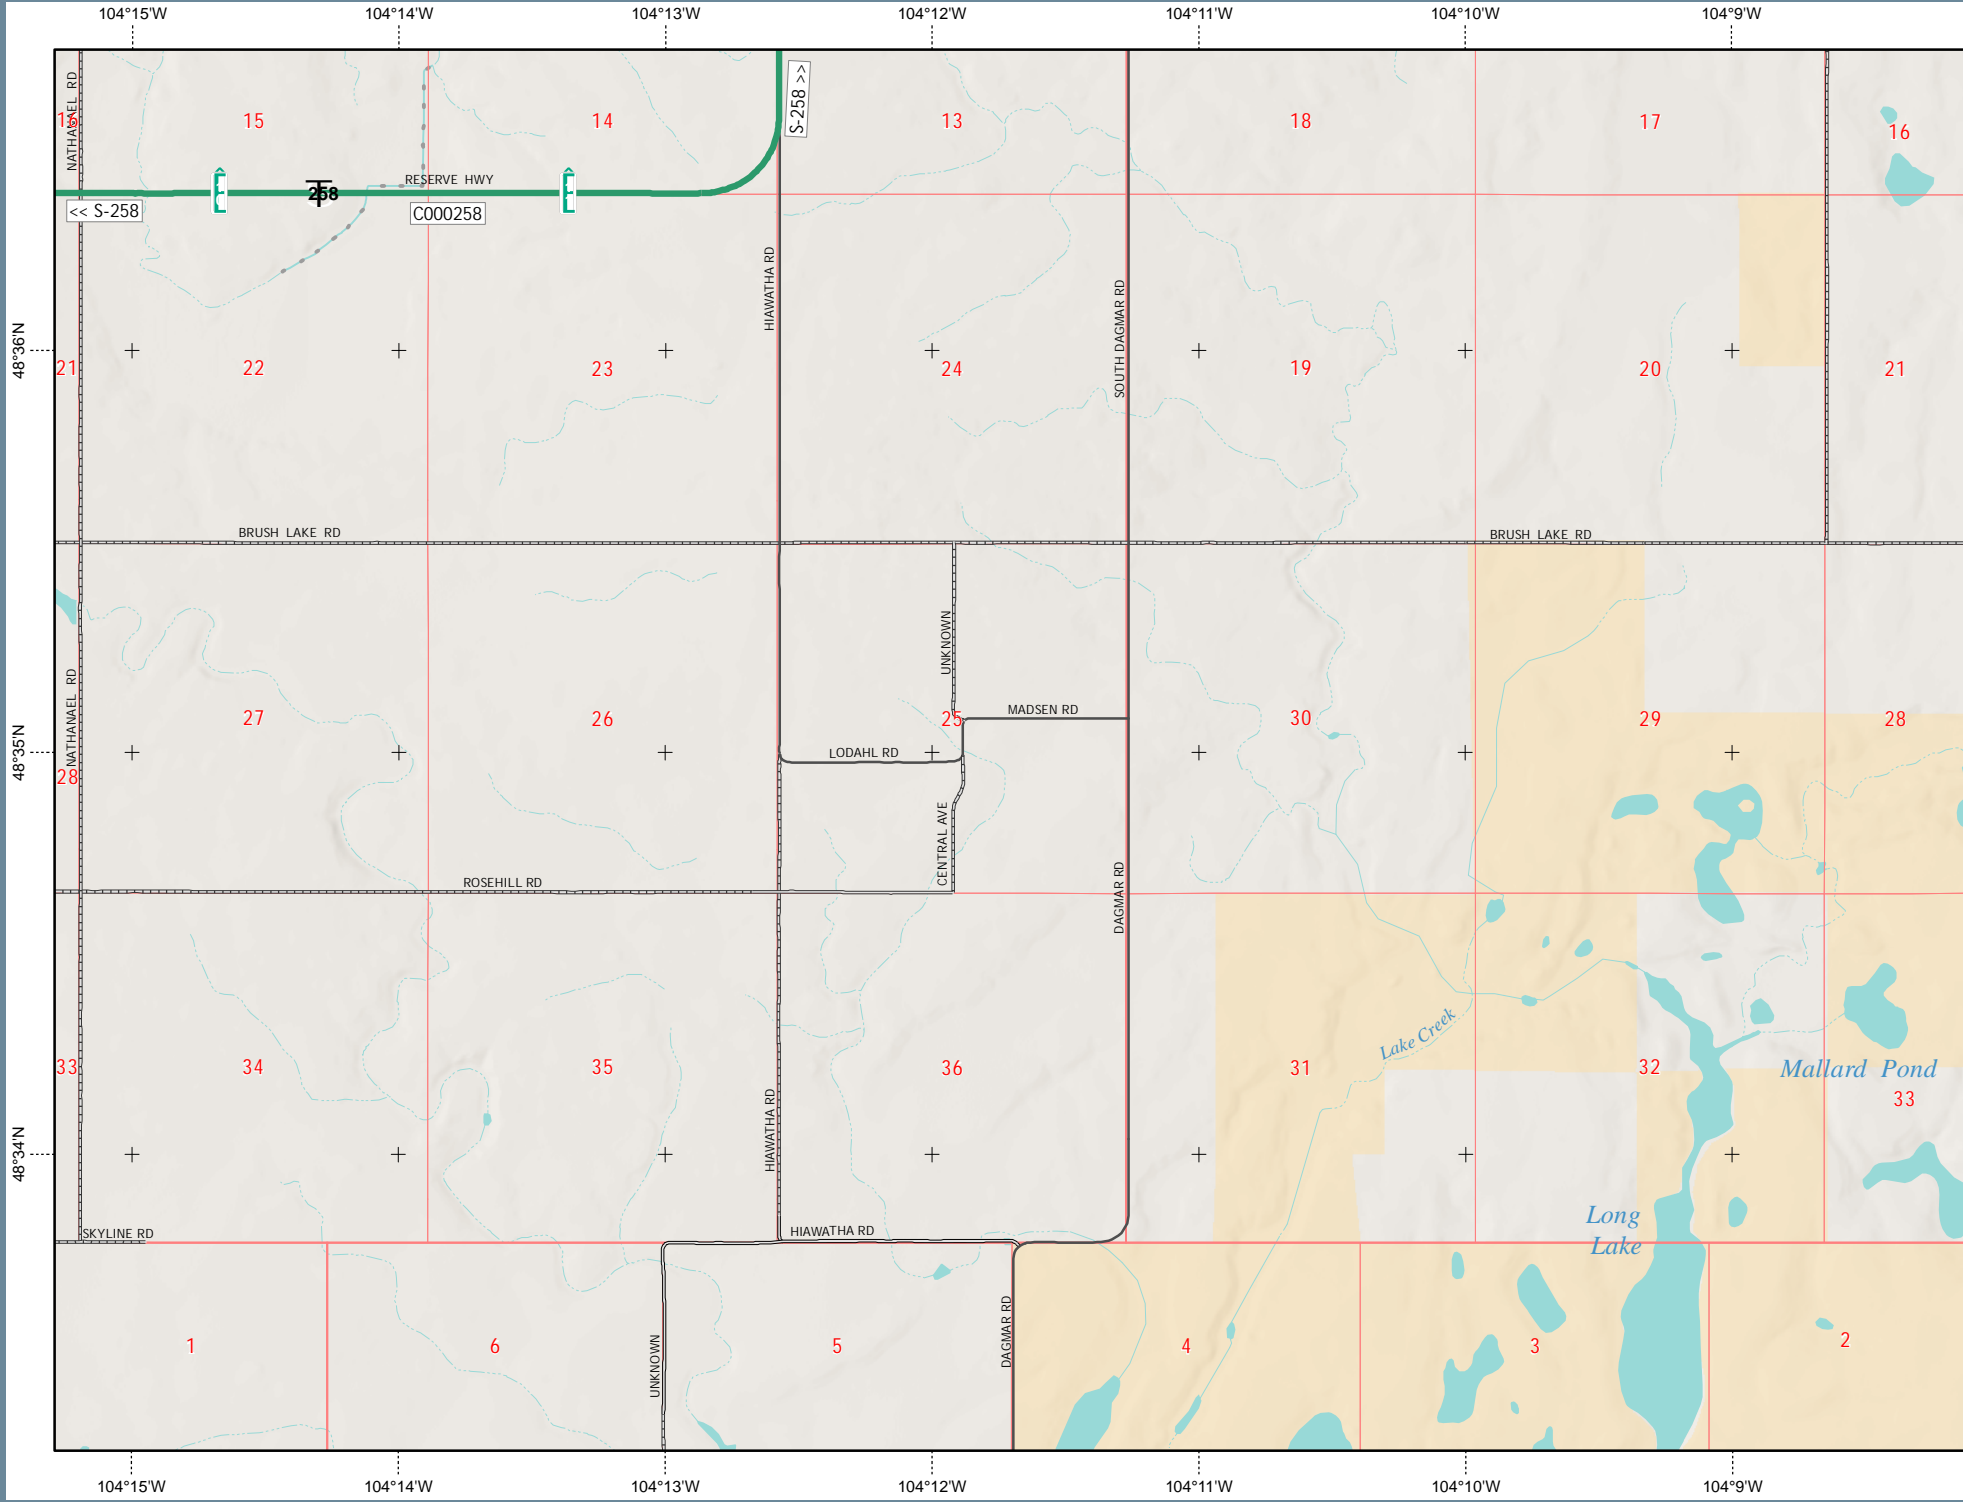 104°15'W 104°14'W 104°13'W 104°12'W 104°11'W 104°10'W 104°9'W
NATHANAEL RD
S-258 >>
16 15 14 13 18 17 16
RESERVE HWY
258
<< S-258
C000258
HIAWATHA RD
SOUTH DAGMAR RD
48°36'N
21 22 23 24 19 20 21
BRUSH LAKE RD
BRUSH LAKE RD
UNKNOWN
NATHANAEL RD
27 26 25 30 29 28
MADSEN RD
48°35'N
LODAHL RD
28
CENTRAL AVE
DAGMAR RD
ROSEHILL RD
Lake Creek
33 34 35 36 31 32
Mallard Pond
33
HIAWATHA RD
48°34'N
Long
Lake
SKYLINE RD
HIAWATHA RD
UNKNOWN
DAGMAR RD
1 6 5 4 3 2
104°15'W 104°14'W 104°13'W 104°12'W 104°11'W 104°10'W 104°9'W